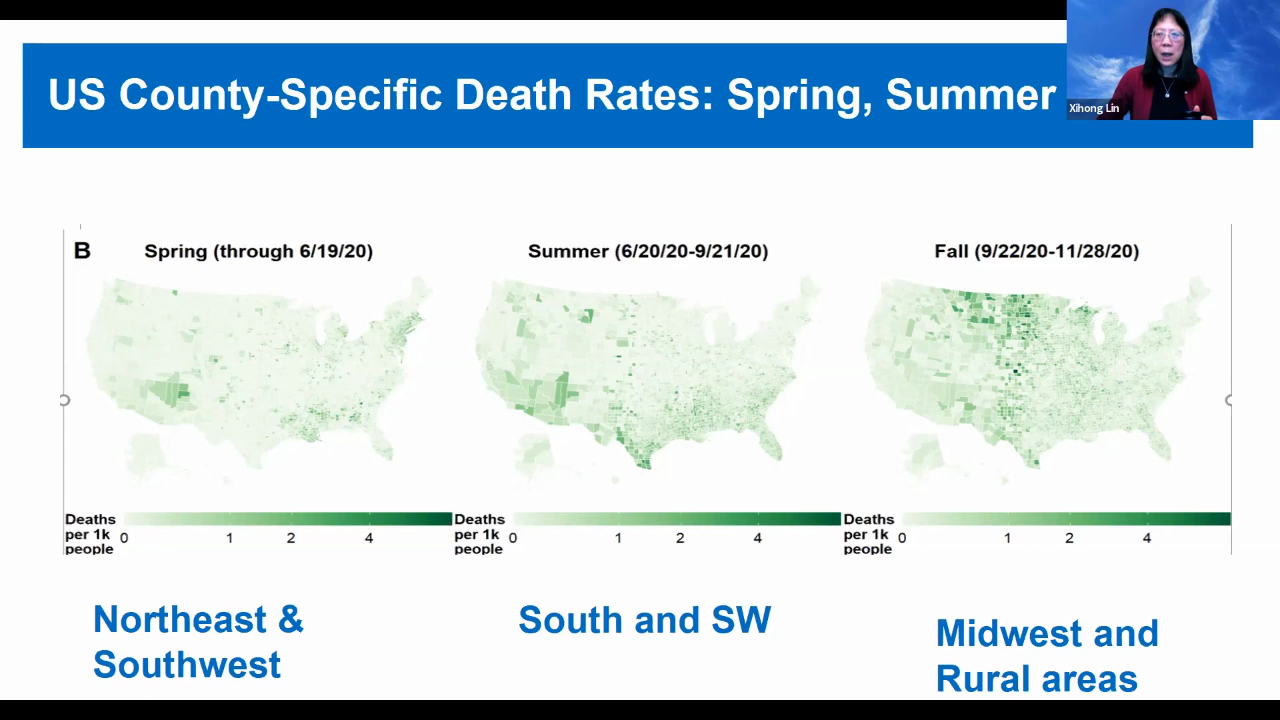 US County-Specific Death Rates: Spring, Summer
Xihong Lin
B
Spring (through 6/19/20)
Summer (6/20/20-9/21/20)
Fall (9/22/20-11/28/20)
Deaths
per 1k
people
0 1 2 4
Deaths
per 1k
people
0 1 2 4
Deaths
per 1k
people
0 1 2 4
Northeast &
Southwest
South and SW
Midwest and
Rural areas